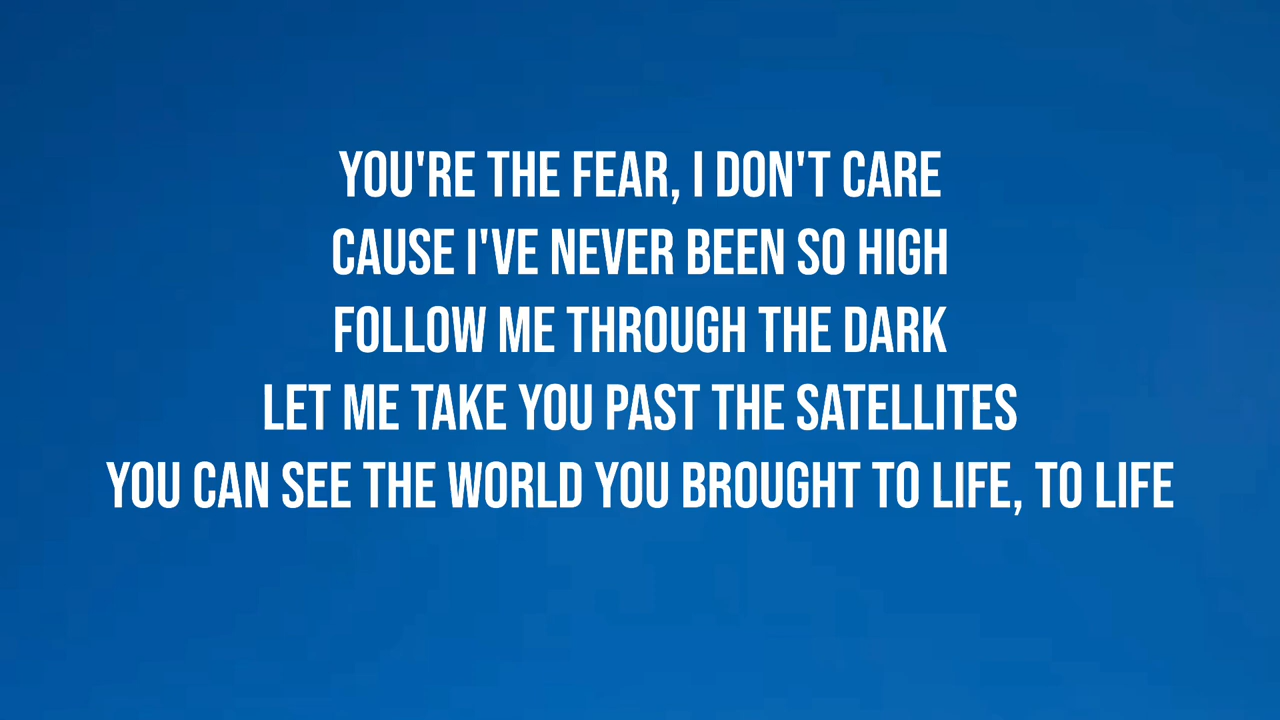 YOU'RE THE FEAR, I DON'T CARE
CAUSE I'VE NEVER BEEN SO HIGH
FOLLOW ME THROUGH THE DARK
LET ME TAKE YOU PAST THE SATELLITES
YOU CAN SEE THE WORLD YOU BROUGHT TO LIFE, TO LIFE